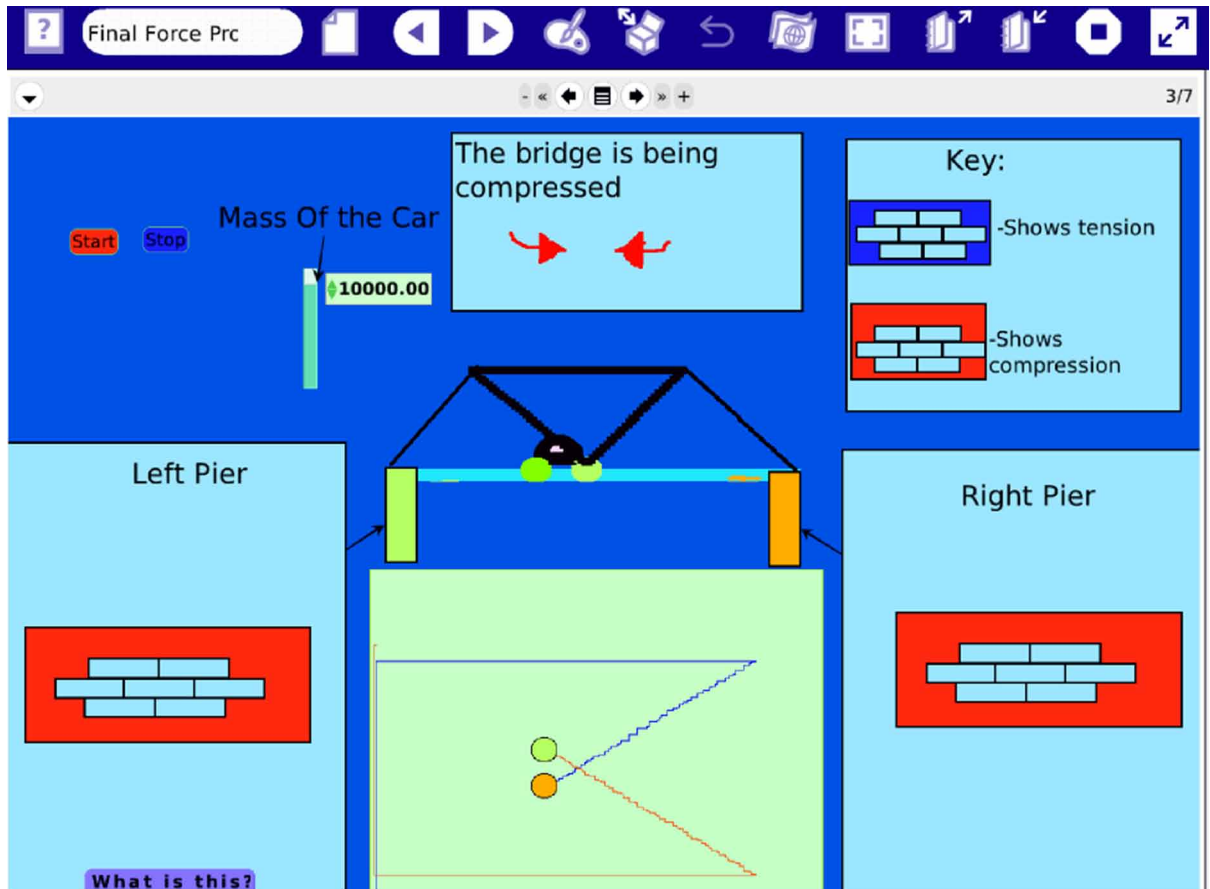 ?
Final Force Prc
- « » +
3/7
The bridge is being
compressed
Key:
Mass Of the Car
Start
Stop
-Shows tension
10000.00
-Shows
compression
Left Pier
Right Pier
What is this?